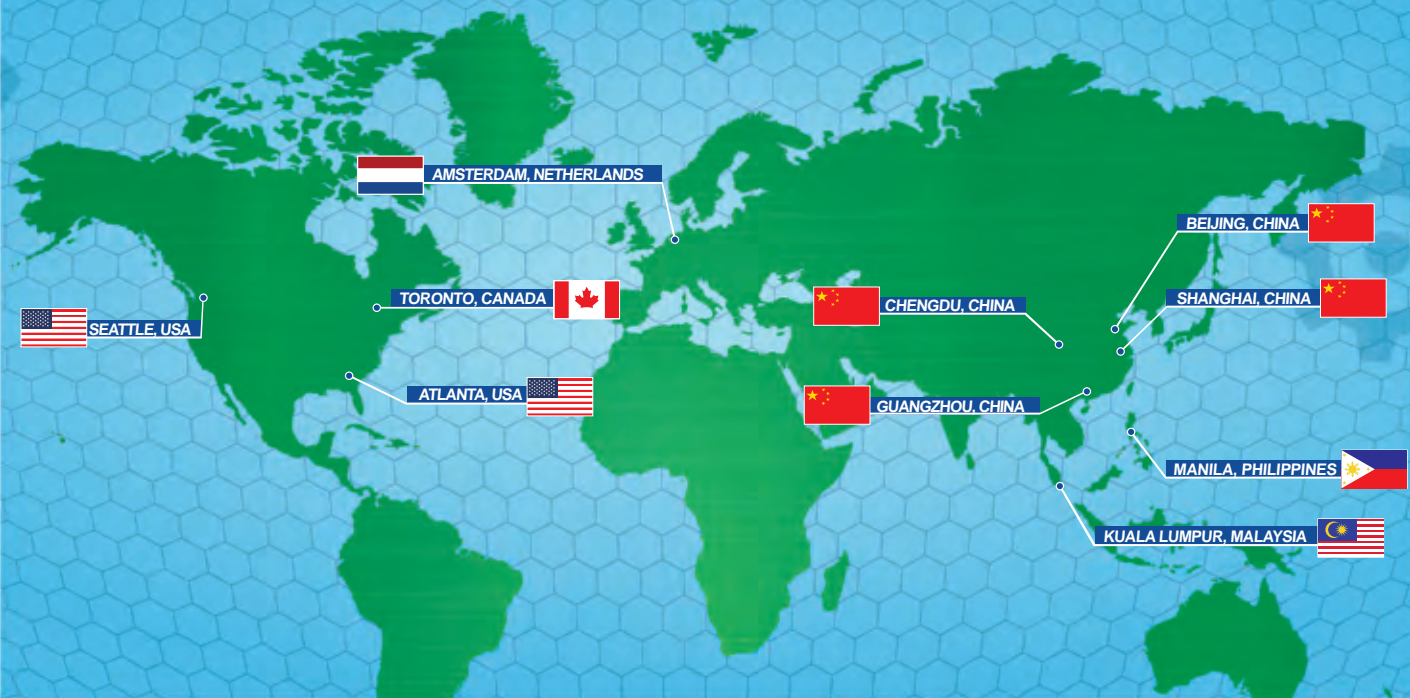 AMSTERDAM, NETHERLANDS
BEIJING, CHINA
TORONTO, CANADA
CHENGDU, CHINA
SHANGHAI, CHINA
SEATTLE, USA
ATLANTA, USA
GUANGZHOU, CHINA
MANILA, PHILIPPINES
KUALA LUMPUR, MALAYSIA